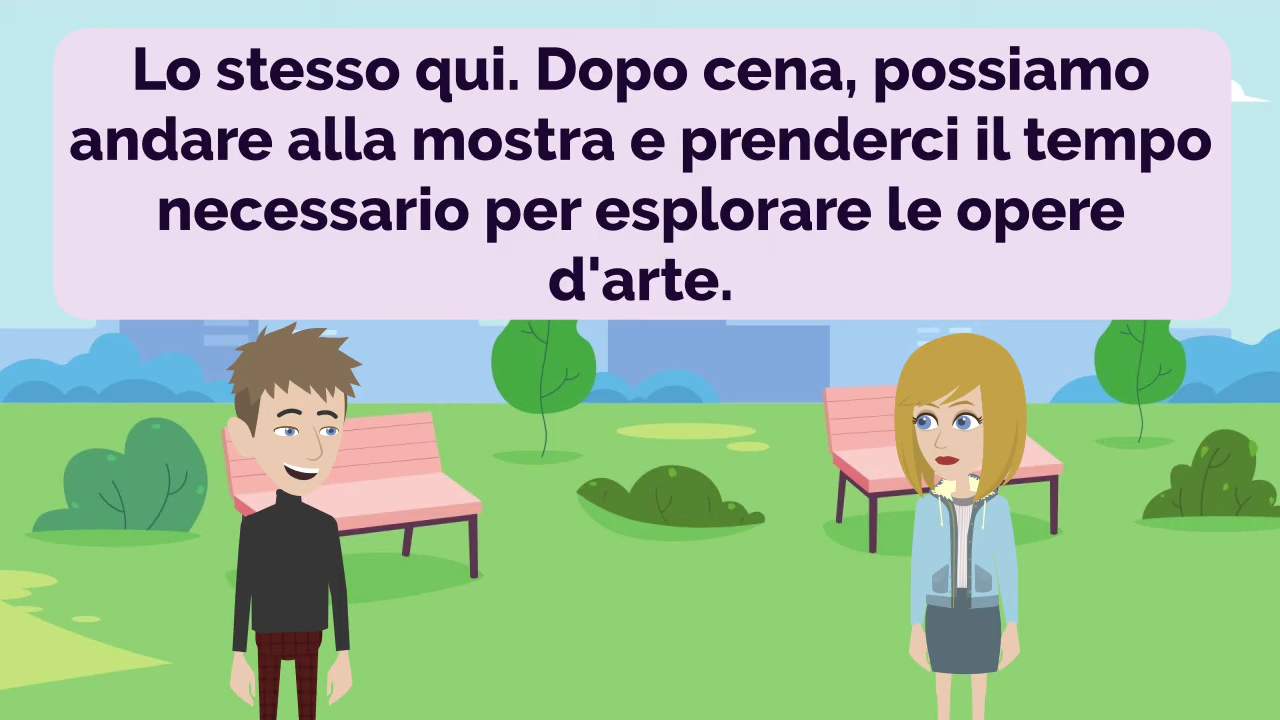 Lo stesso qui. Dopo cena, possiamo
andare alla mostra e prenderci il tempo
necessario per esplorare le opere
d'arte.